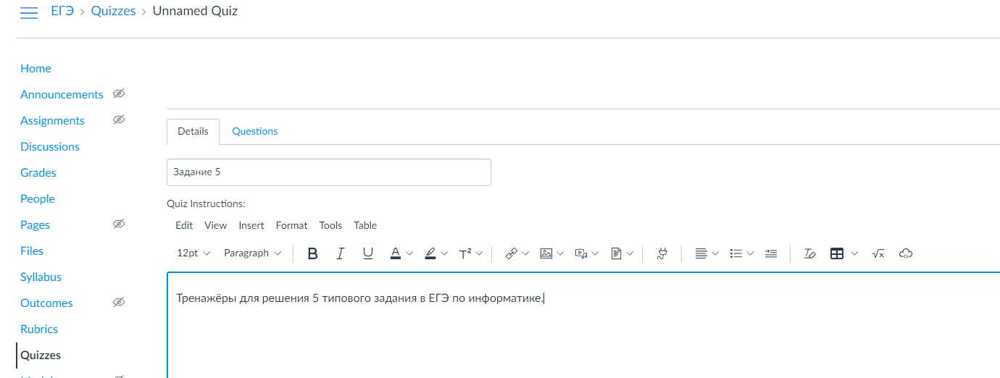 ЕГЭ > Quizzes > Unnamed Quiz
Home
Announcements
Assignments
Discussions
Grades
People
Pages
Files
Syllabus
Outcomes
Rubrics
Quizzes
Details Questions
Задание 5
Quiz Instructions:
Edit View Insert Format Tools Table
12pt Paragraph B I U A T²
Тренажёры для решения 5 типового задания в ЕГЭ по информатике.